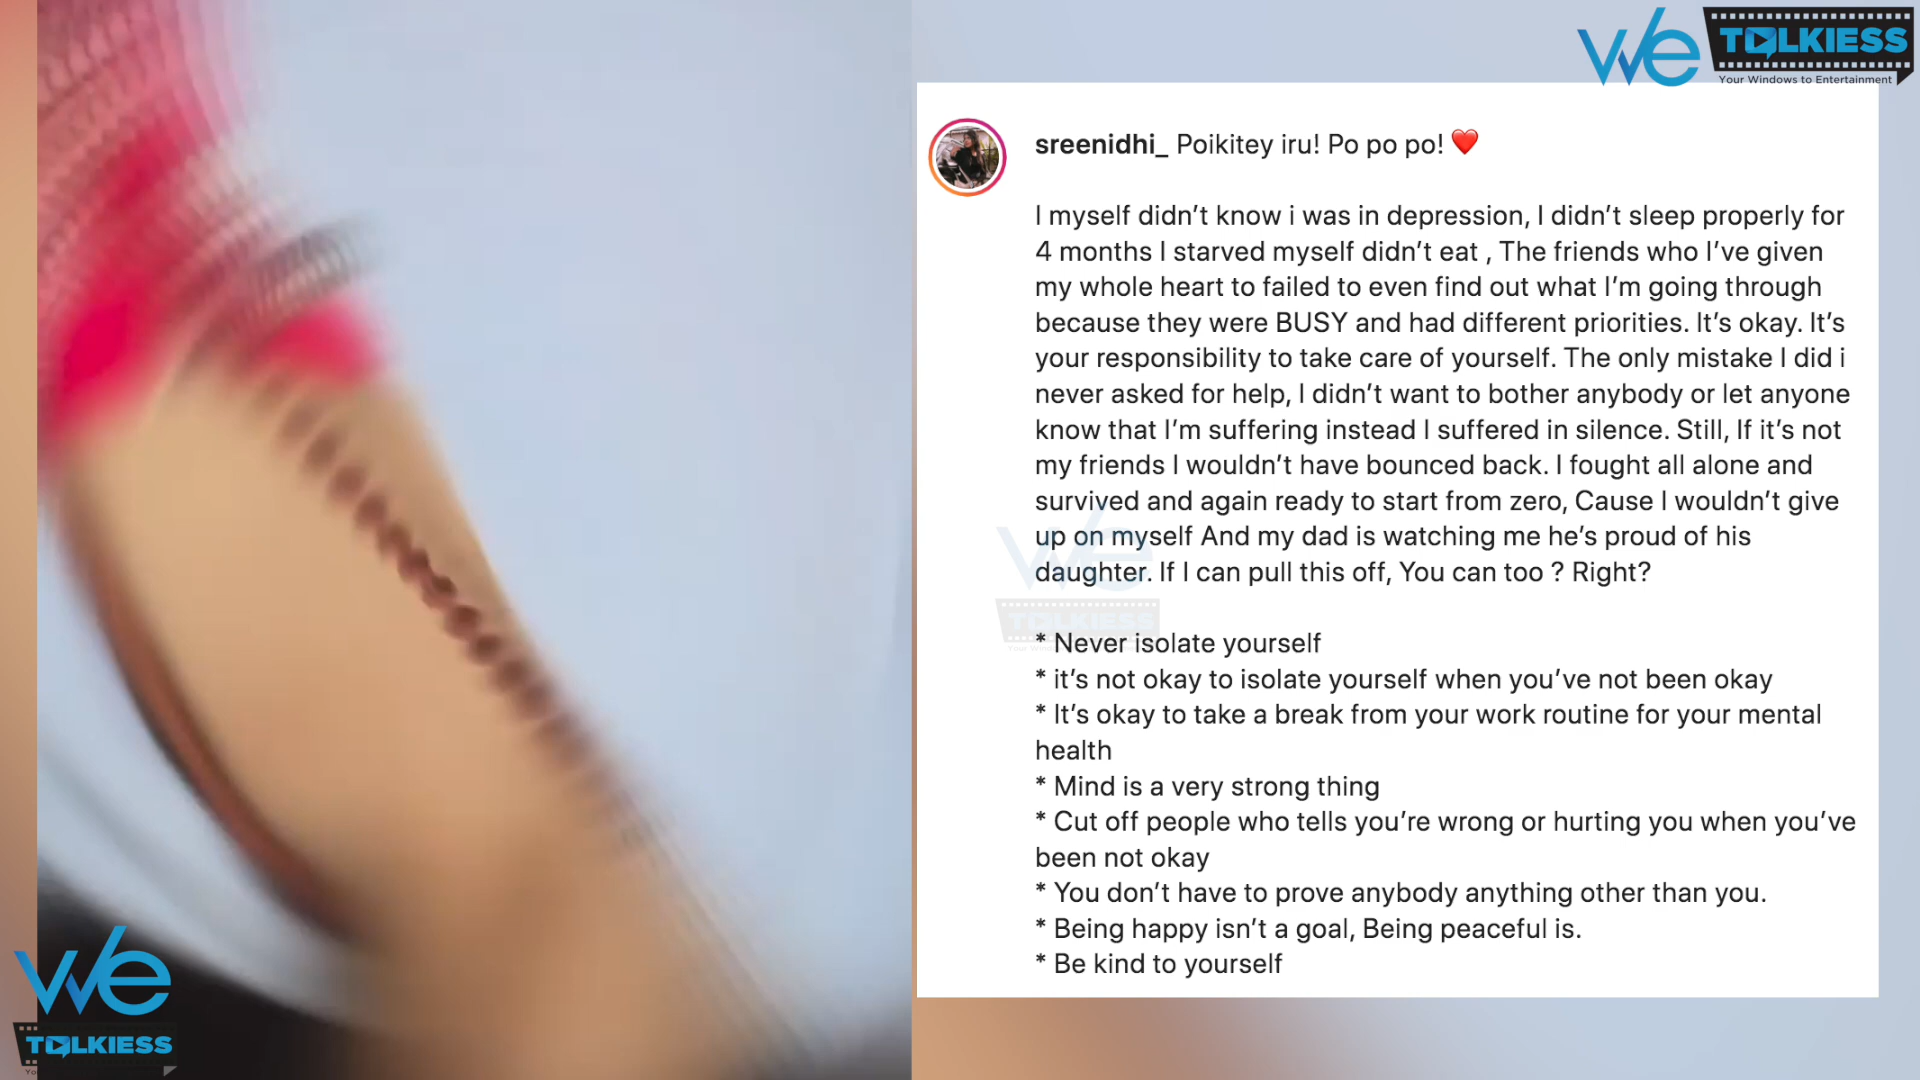 we
TOLKIESS
Your Windows to Entertainment
sreenidhi_ Poikitey iru! Po po po! ❤️
I myself didn’t know i was in depression, I didn’t sleep properly for
4 months I starved myself didn’t eat , The friends who I’ve given
my whole heart to failed to even find out what I’m going through
because they were BUSY and had different priorities. It’s okay. It’s
your responsibility to take care of yourself. The only mistake I did i
never asked for help, I didn’t want to bother anybody or let anyone
know that I’m suffering instead I suffered in silence. Still, If it’s not
my friends I wouldn’t have bounced back. I fought all alone and
survived and again ready to start from zero, Cause I wouldn’t give
up on myself And my dad is watching me he’s proud of his
daughter. If I can pull this off, You can too ? Right?
we
TOLKIESS
* Never isolate yourself
* it’s not okay to isolate yourself when you’ve not been okay
* It’s okay to take a break from your work routine for your mental
health
* Mind is a very strong thing
* Cut off people who tells you’re wrong or hurting you when you’ve
been not okay
* You don’t have to prove anybody anything other than you.
* Being happy isn’t a goal, Being peaceful is.
* Be kind to yourself
we
TOLKIESS